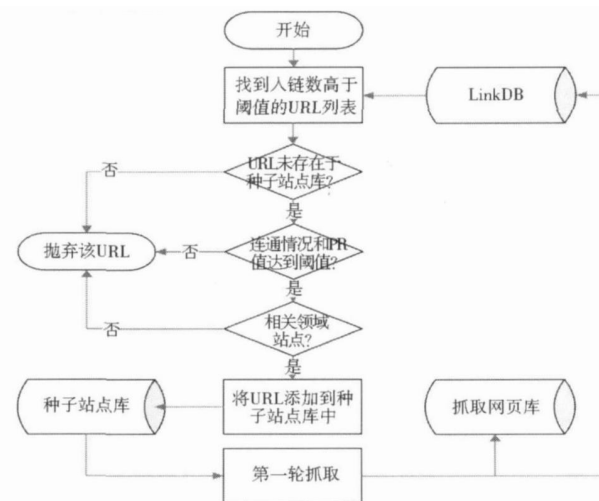 开始
找到入链数高于
阈值的URL列表
LinkDB
URL未存在于
种子站点库?
否
是
抛弃该URL
否
连通情况和PR
值达到阈值?
是
否
相关领域
站点?
是
种子站点库
将URL添加到种
子站点库中
抓取网页库
第一轮抓取